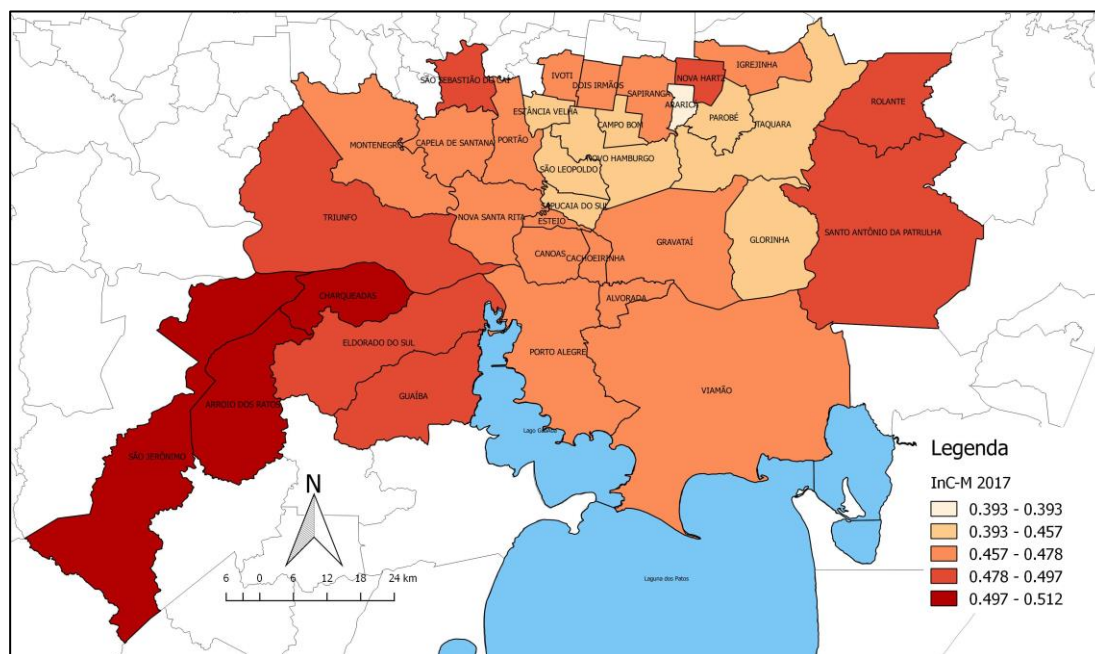 IGREJINHA
SÃO SEBASTIÃO DO CAÍ
IVOTI
DOIS IRMÃOS
NOVA HARTZ
SAPIRANGA
ARARICÁ
ROLANTE
ESTÂNCIA VELHA
CAMPO BOM
PAROBÉ
TAQUARA
MONTENEGRO
CAPELA DE SANTANA
PORTÃO
NOVO HAMBURGO
SÃO LEOPOLDO
SAPUCAIA DO SUL
TRIUNFO
NOVA SANTA RITA
ESTEIO
SANTO ANTÔNIO DA PATRULHA
GRAVATAÍ
GLORINHA
CANOAS
CACHOEIRINHA
CHARQUEADAS
ALVORADA
ELDORADO DO SUL
PORTO ALEGRE
VIAMÃO
GUAÍBA
ARROIO DOS RATOS
Lago Guaíba
SÃO JERÔNIMO
Laguna dos Patos
N
6 0 6 12 18 24 km
Legenda
InC-M 2017
0.393 - 0.393
0.393 - 0.457
0.457 - 0.478
0.478 - 0.497
0.497 - 0.512